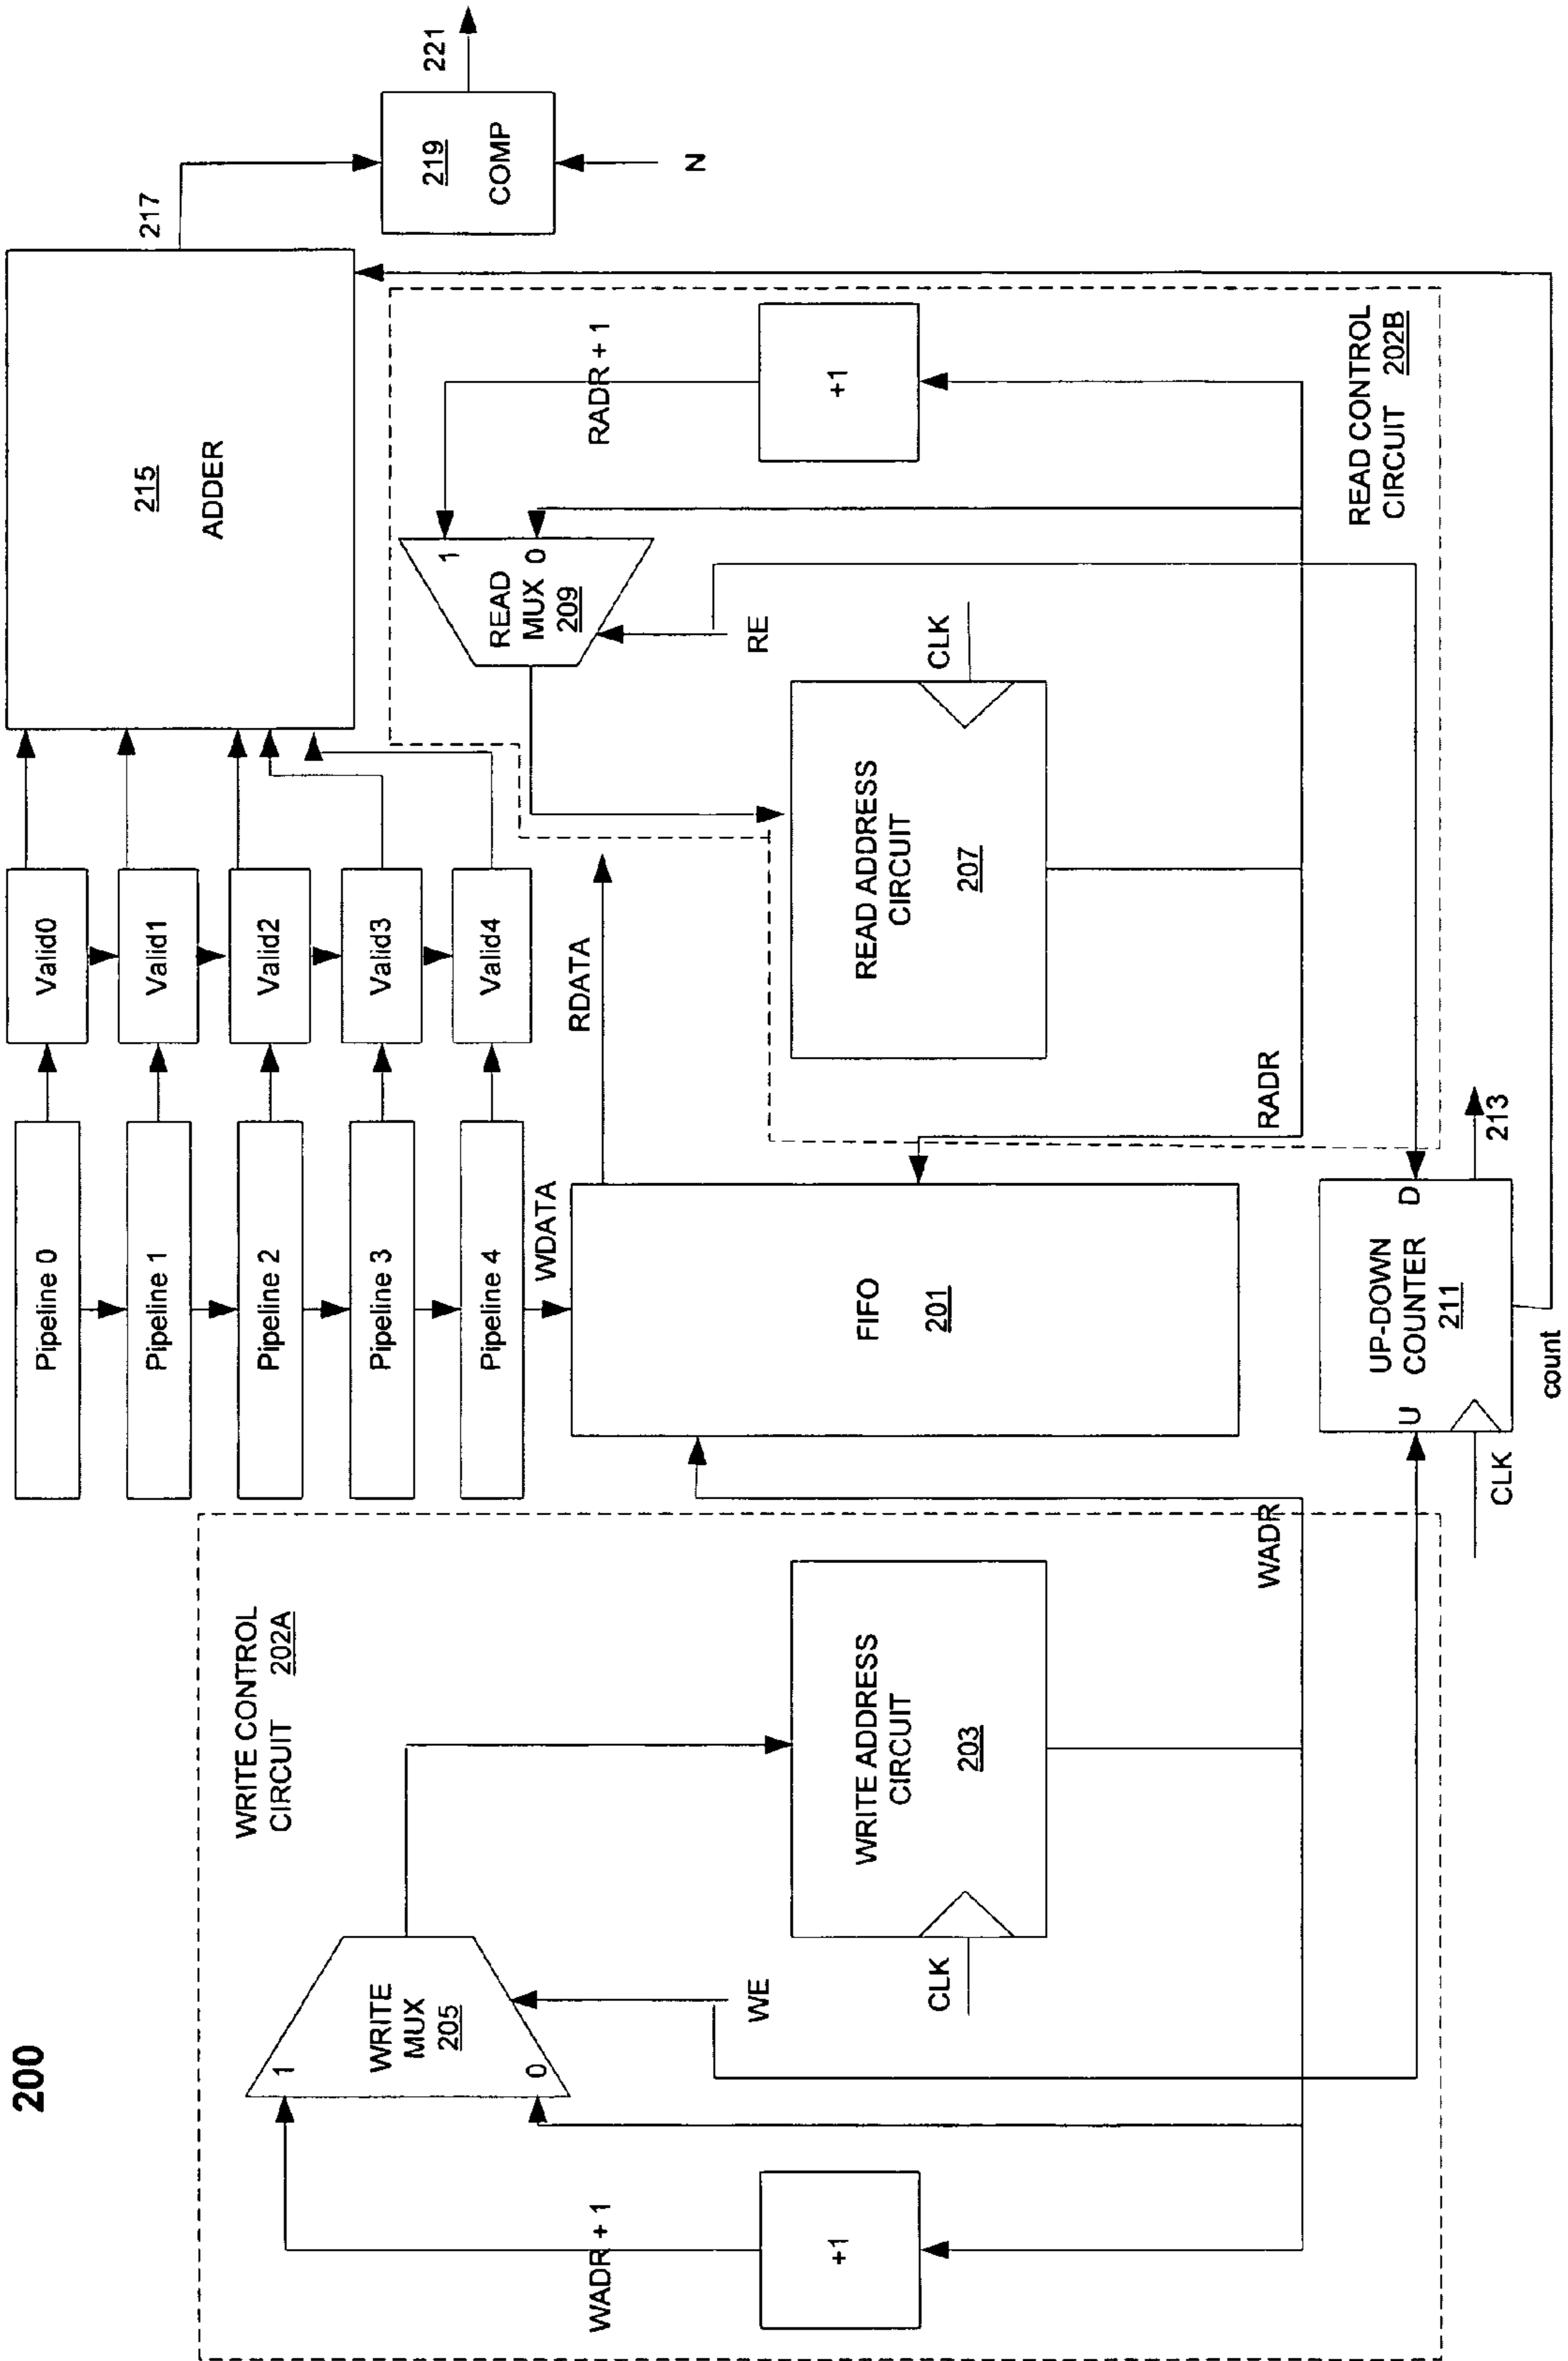 200
Pipeline 0
Pipeline 1
Pipeline 2
Pipeline 3
Pipeline 4
Valid0
Valid1
Valid2
Valid3
Valid4
215
ADDER
217
219
COMP
221
N
WRITE CONTROL
CIRCUIT 202A
WADR + 1
+1
1
WRITE
MUX
205
0
WE
WRITE ADDRESS
CIRCUIT
203
CLK
WADR
WDATA
FIFO
201
RDATA
RADR
READ ADDRESS
CIRCUIT
207
CLK
1
READ
MUX
0
209
RE
RADR + 1
+1
READ CONTROL
CIRCUIT 202B
U
UP-DOWN
COUNTER
211
D
213
CLK
count